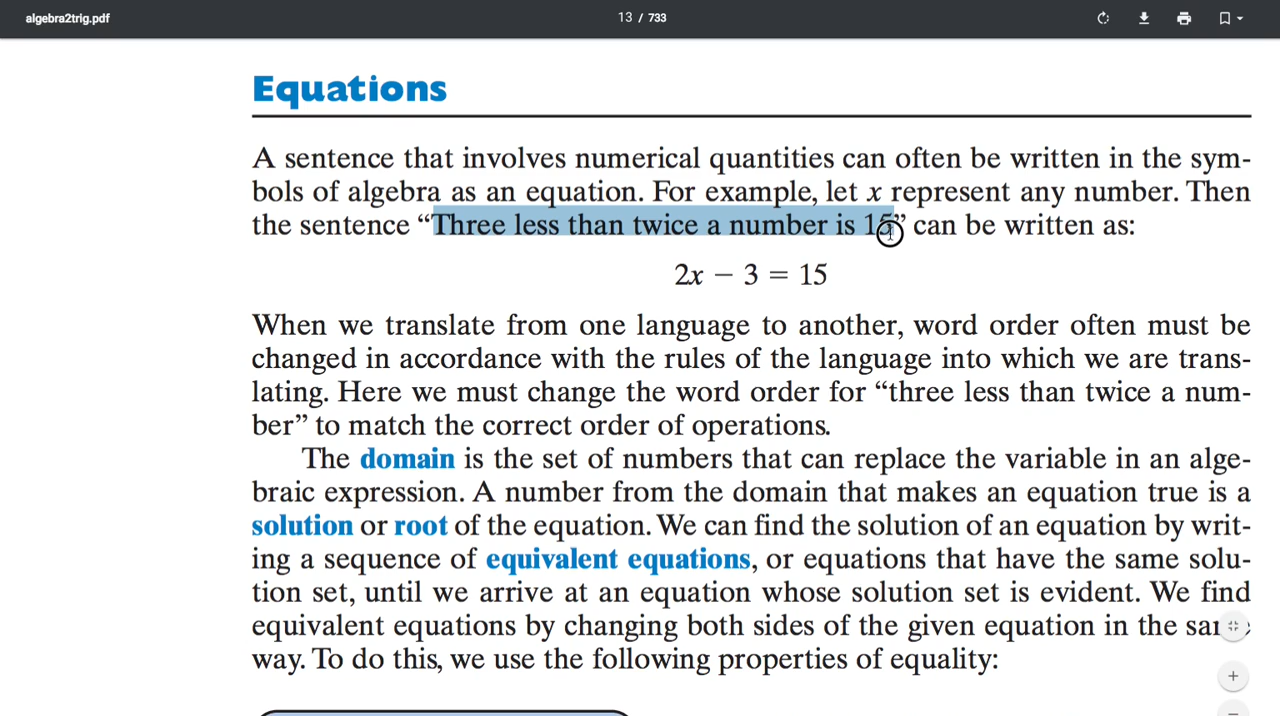 algebra2trig.pdf
13 / 733
Equations
A sentence that involves numerical quantities can often be written in the sym-
bols of algebra as an equation. For example, let x represent any number. Then
the sentence “Three less than twice a number is 15” can be written as:
2x − 3 = 15
When we translate from one language to another, word order often must be
changed in accordance with the rules of the language into which we are trans-
lating. Here we must change the word order for “three less than twice a num-
ber” to match the correct order of operations.
The domain is the set of numbers that can replace the variable in an alge-
braic expression. A number from the domain that makes an equation true is a
solution or root of the equation. We can find the solution of an equation by writ-
ing a sequence of equivalent equations, or equations that have the same solu-
tion set, until we arrive at an equation whose solution set is evident. We find
equivalent equations by changing both sides of the given equation in the same
way. To do this, we use the following properties of equality: